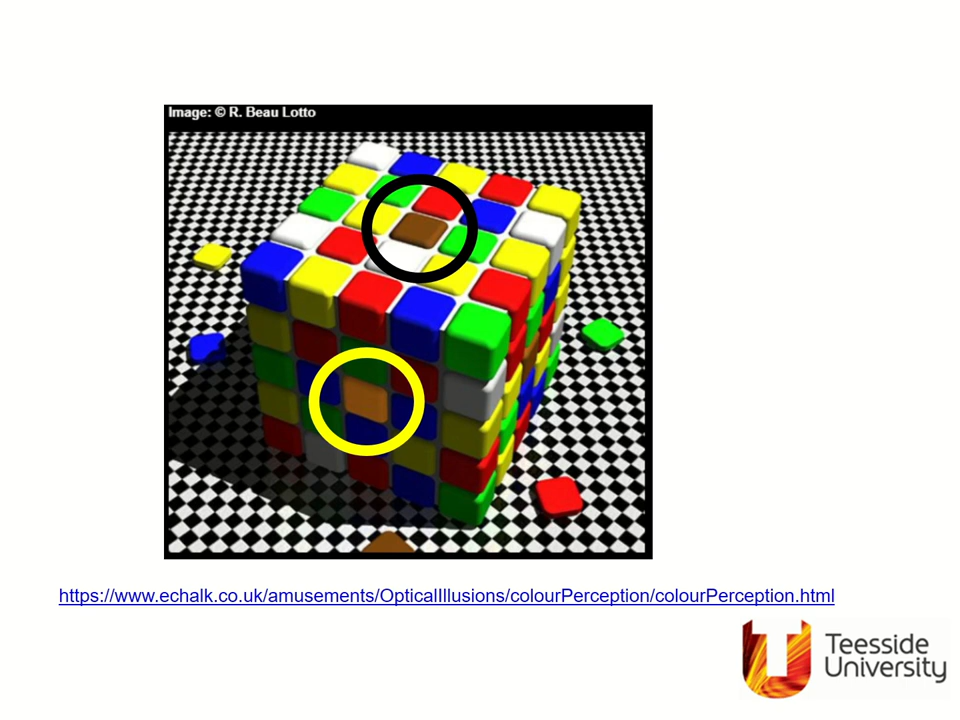 Image: © R. Beau Lotto
https://www.echalk.co.uk/amusements/OpticalIllusions/colourPerception/colourPerception.html
Teesside
University